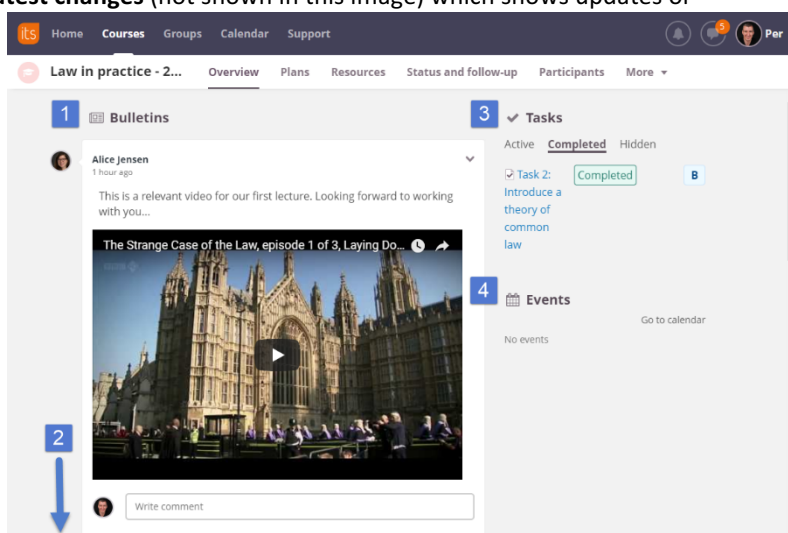 latest changes (not shown in this image) which shows updates of
its Home Courses Groups Calendar Support 5 Per
Law in practice - 2... Overview Plans Resources Status and follow-up Participants More
1 Bulletins
Alice Jensen
1 hour ago
This is a relevant video for our first lecture. Looking forward to working
with you...
The Strange Case of the Law, episode 1 of 3, Laying Do...
2
Write comment
3 Tasks
Active Completed Hidden
Task 2: Completed B
Introduce a
theory of
common
law
4 Events
Go to calendar
No events